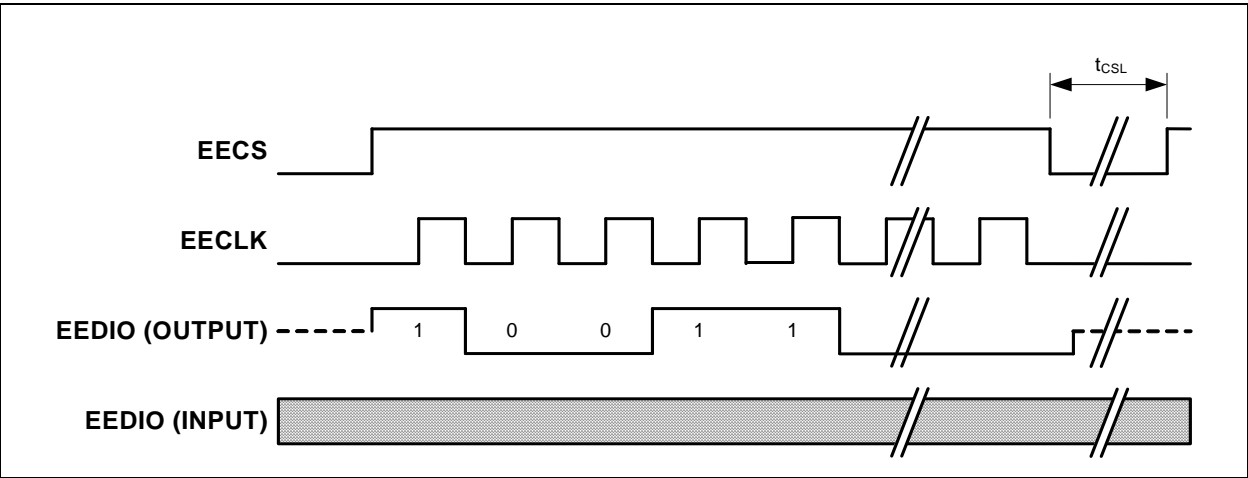 tCSL
EECS
EECLK
EEDIO (OUTPUT)
1 0 0 1 1
EEDIO (INPUT)